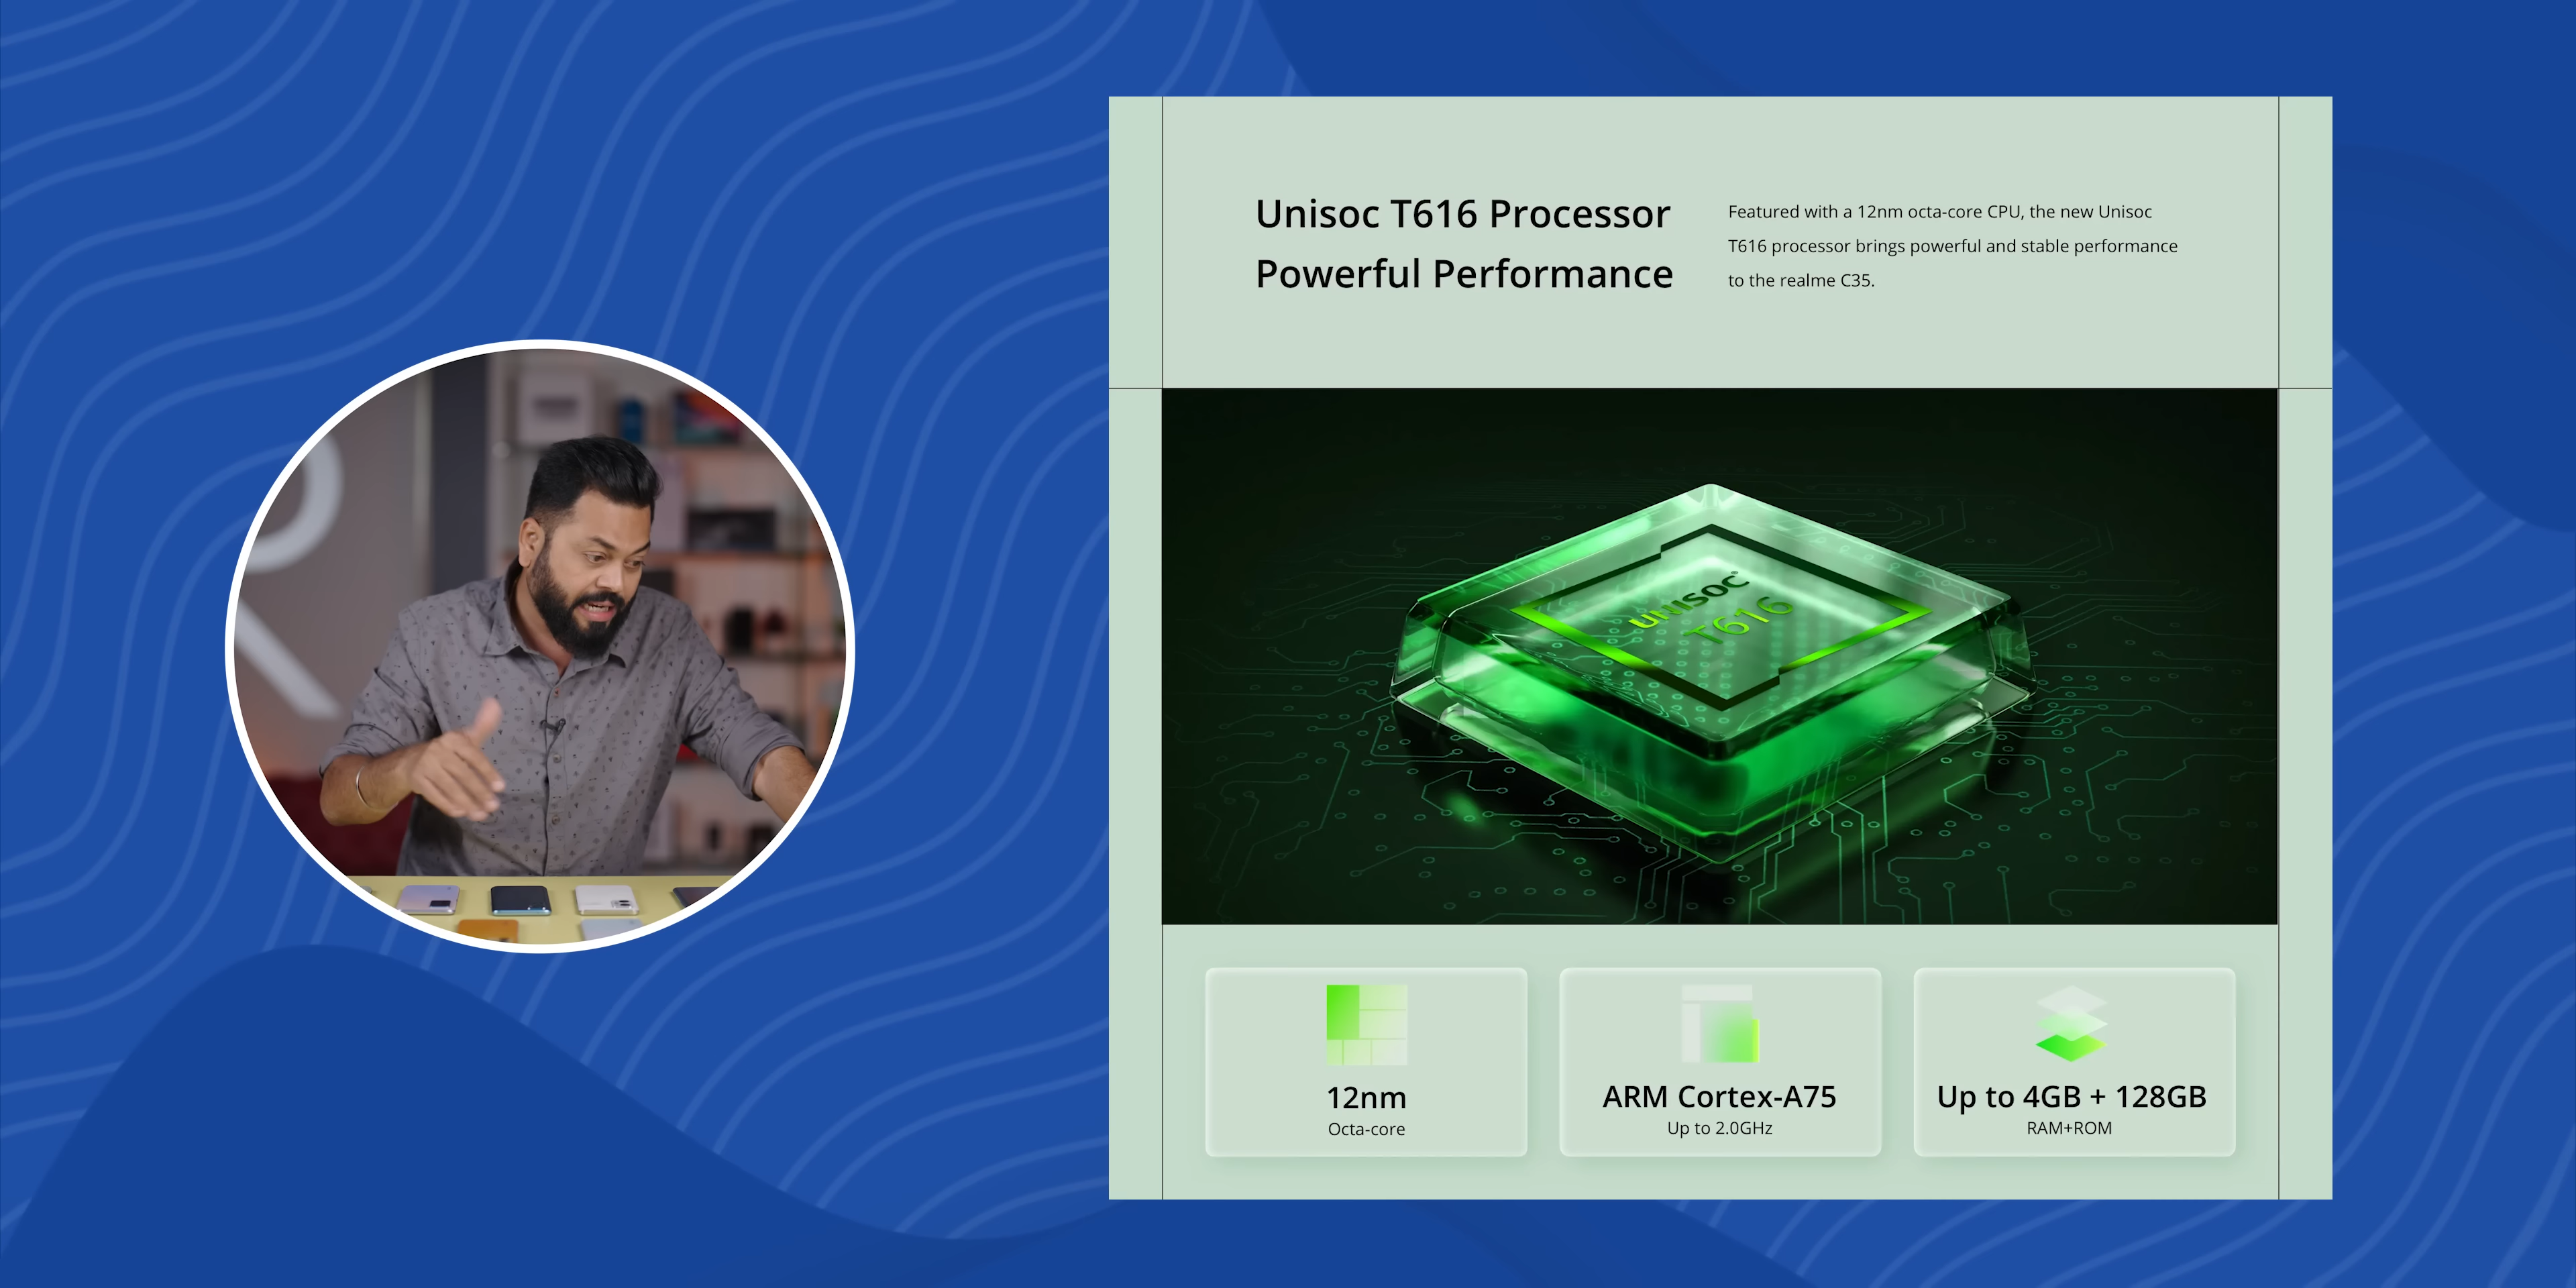 Unisoc T616 Processor
Powerful Performance
Featured with a 12nm octa-core CPU, the new Unisoc
T616 processor brings powerful and stable performance
to the realme C35.
UNISOC
T616
12nm
Octa-core
ARM Cortex-A75
Up to 2.0GHz
Up to 4GB + 128GB
RAM+ROM